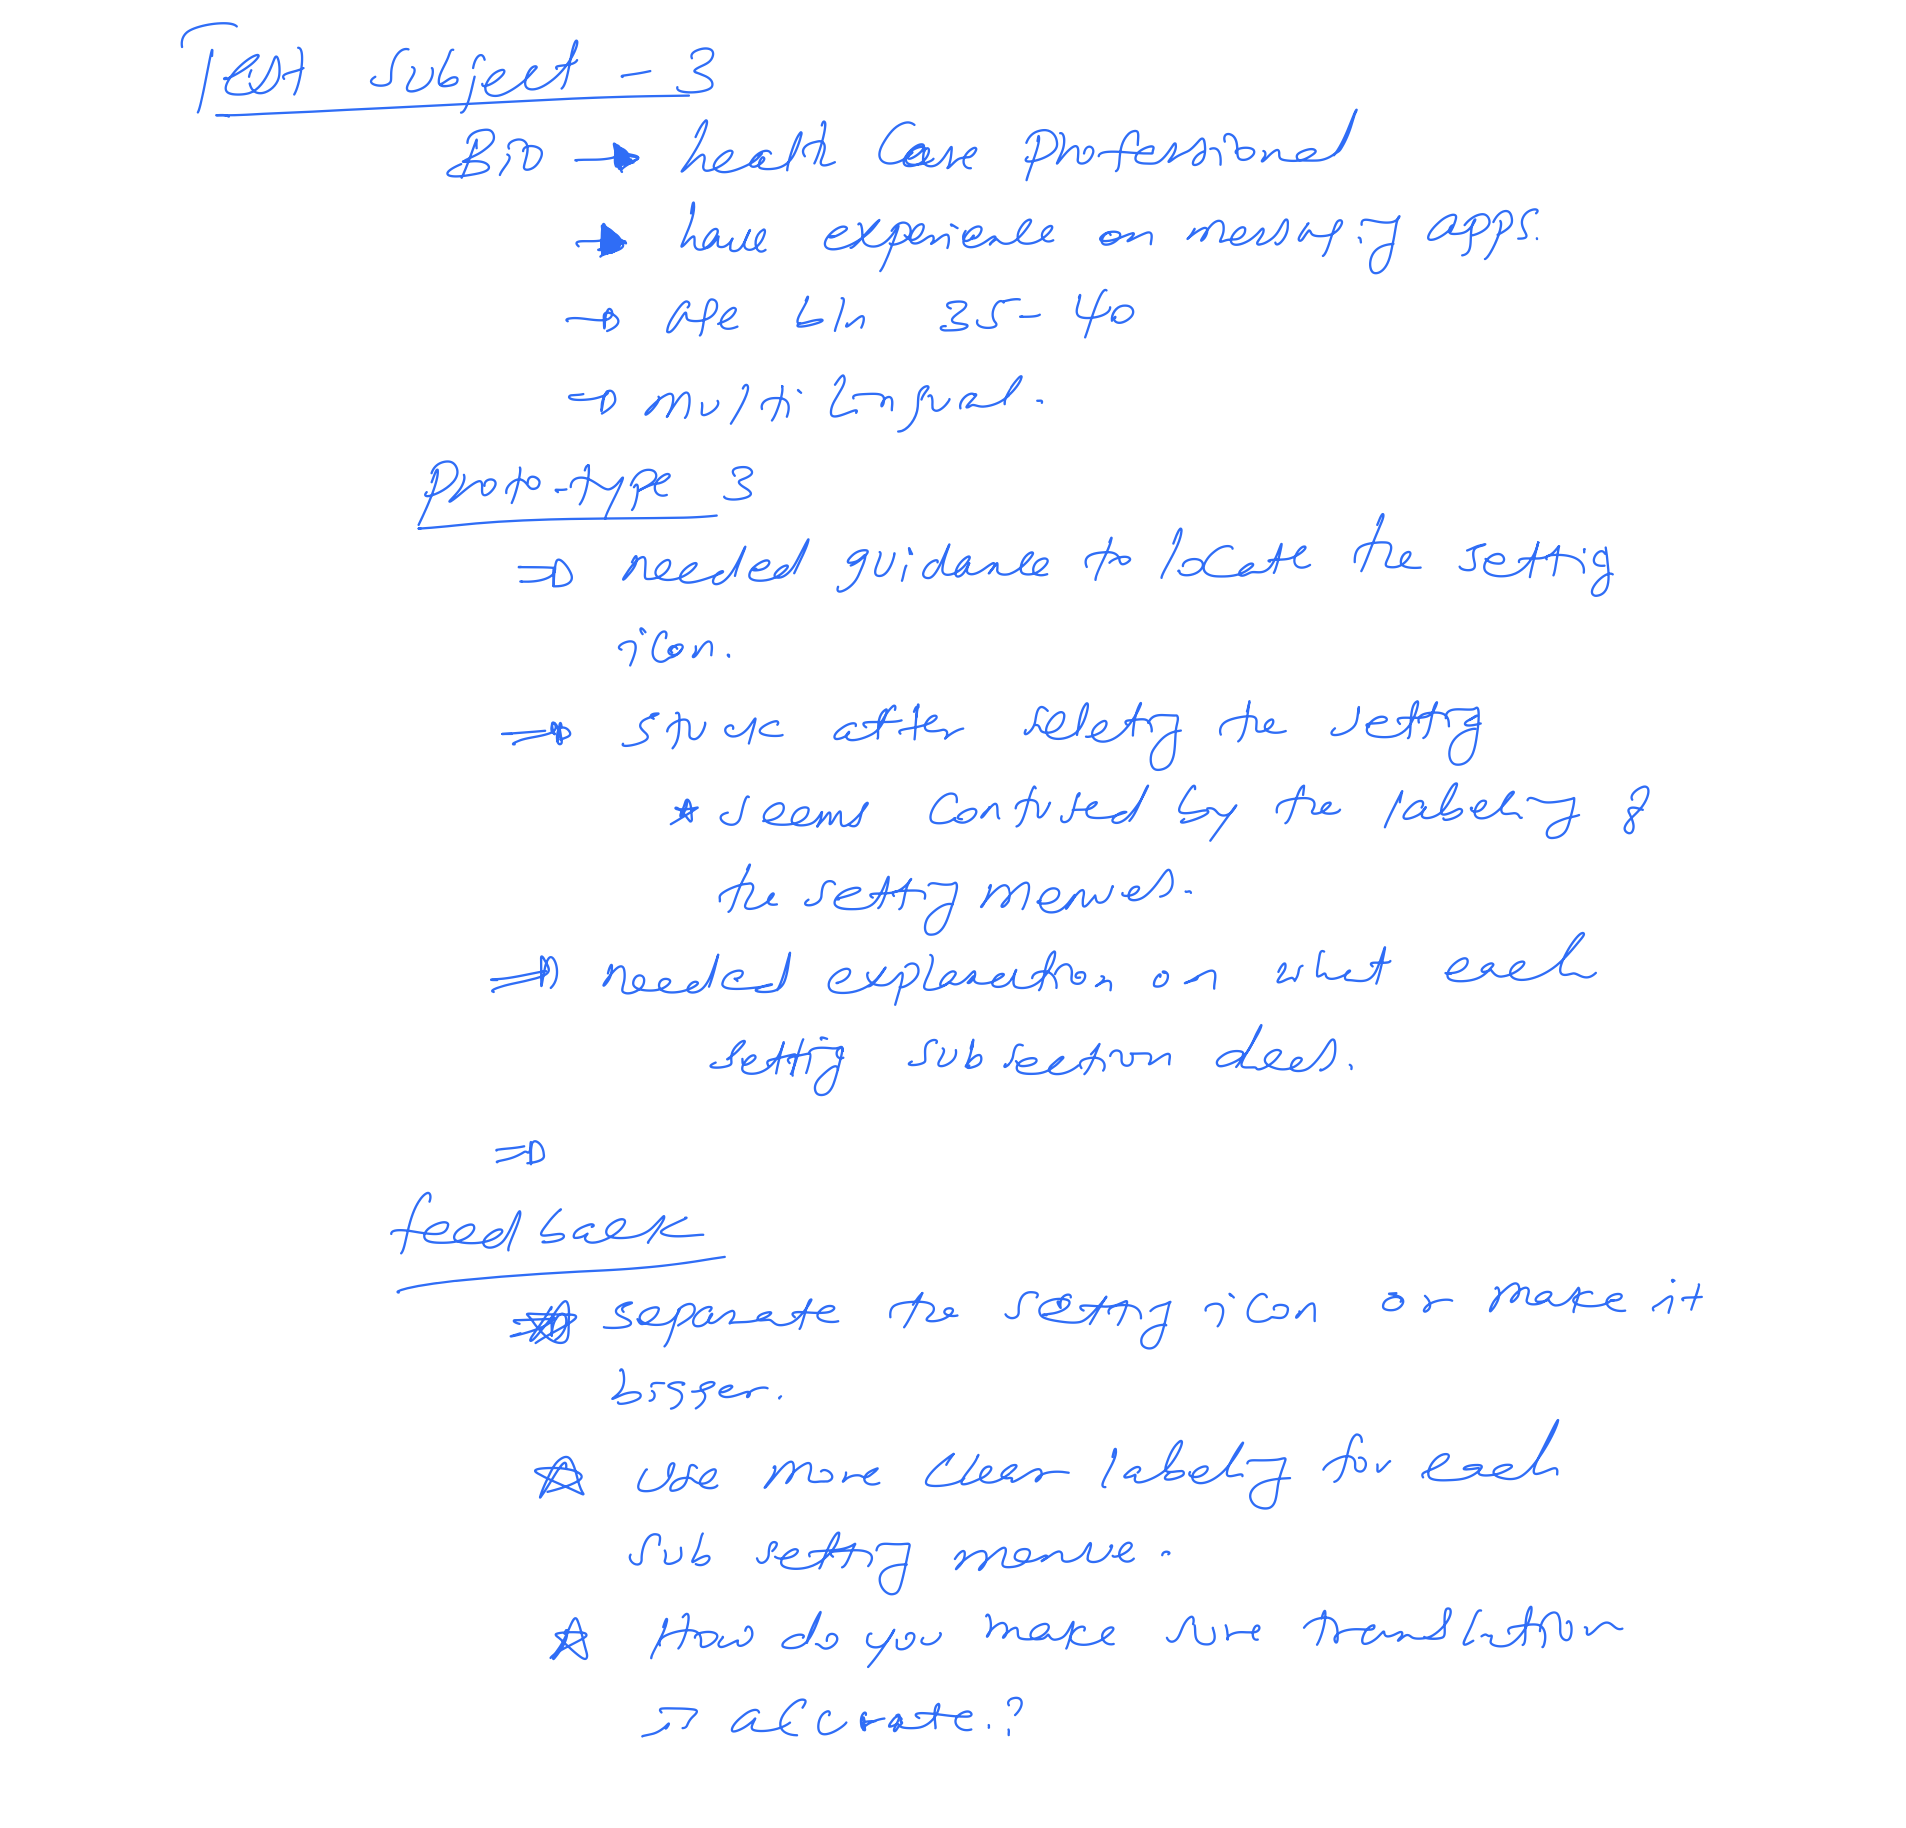 Test subject - 3
Bio → health Care professional
→ have experience on messaging apps.
→ age b/n 35-40
→ multi lingual.
Proto-type 3
⇒ needed guidance to locate the setting
icon.
⇒ stuck after seleting the setting
* seems confused by the labeling of
the setting menues.
⇒ needed explanation on what each
setting subsection does.
⇒
feedback
☆ separate the setting icon or make it
bigger.
☆ use more clear labeling for each
sub setting menue.
☆ How do you make sure translation
is accurate.?